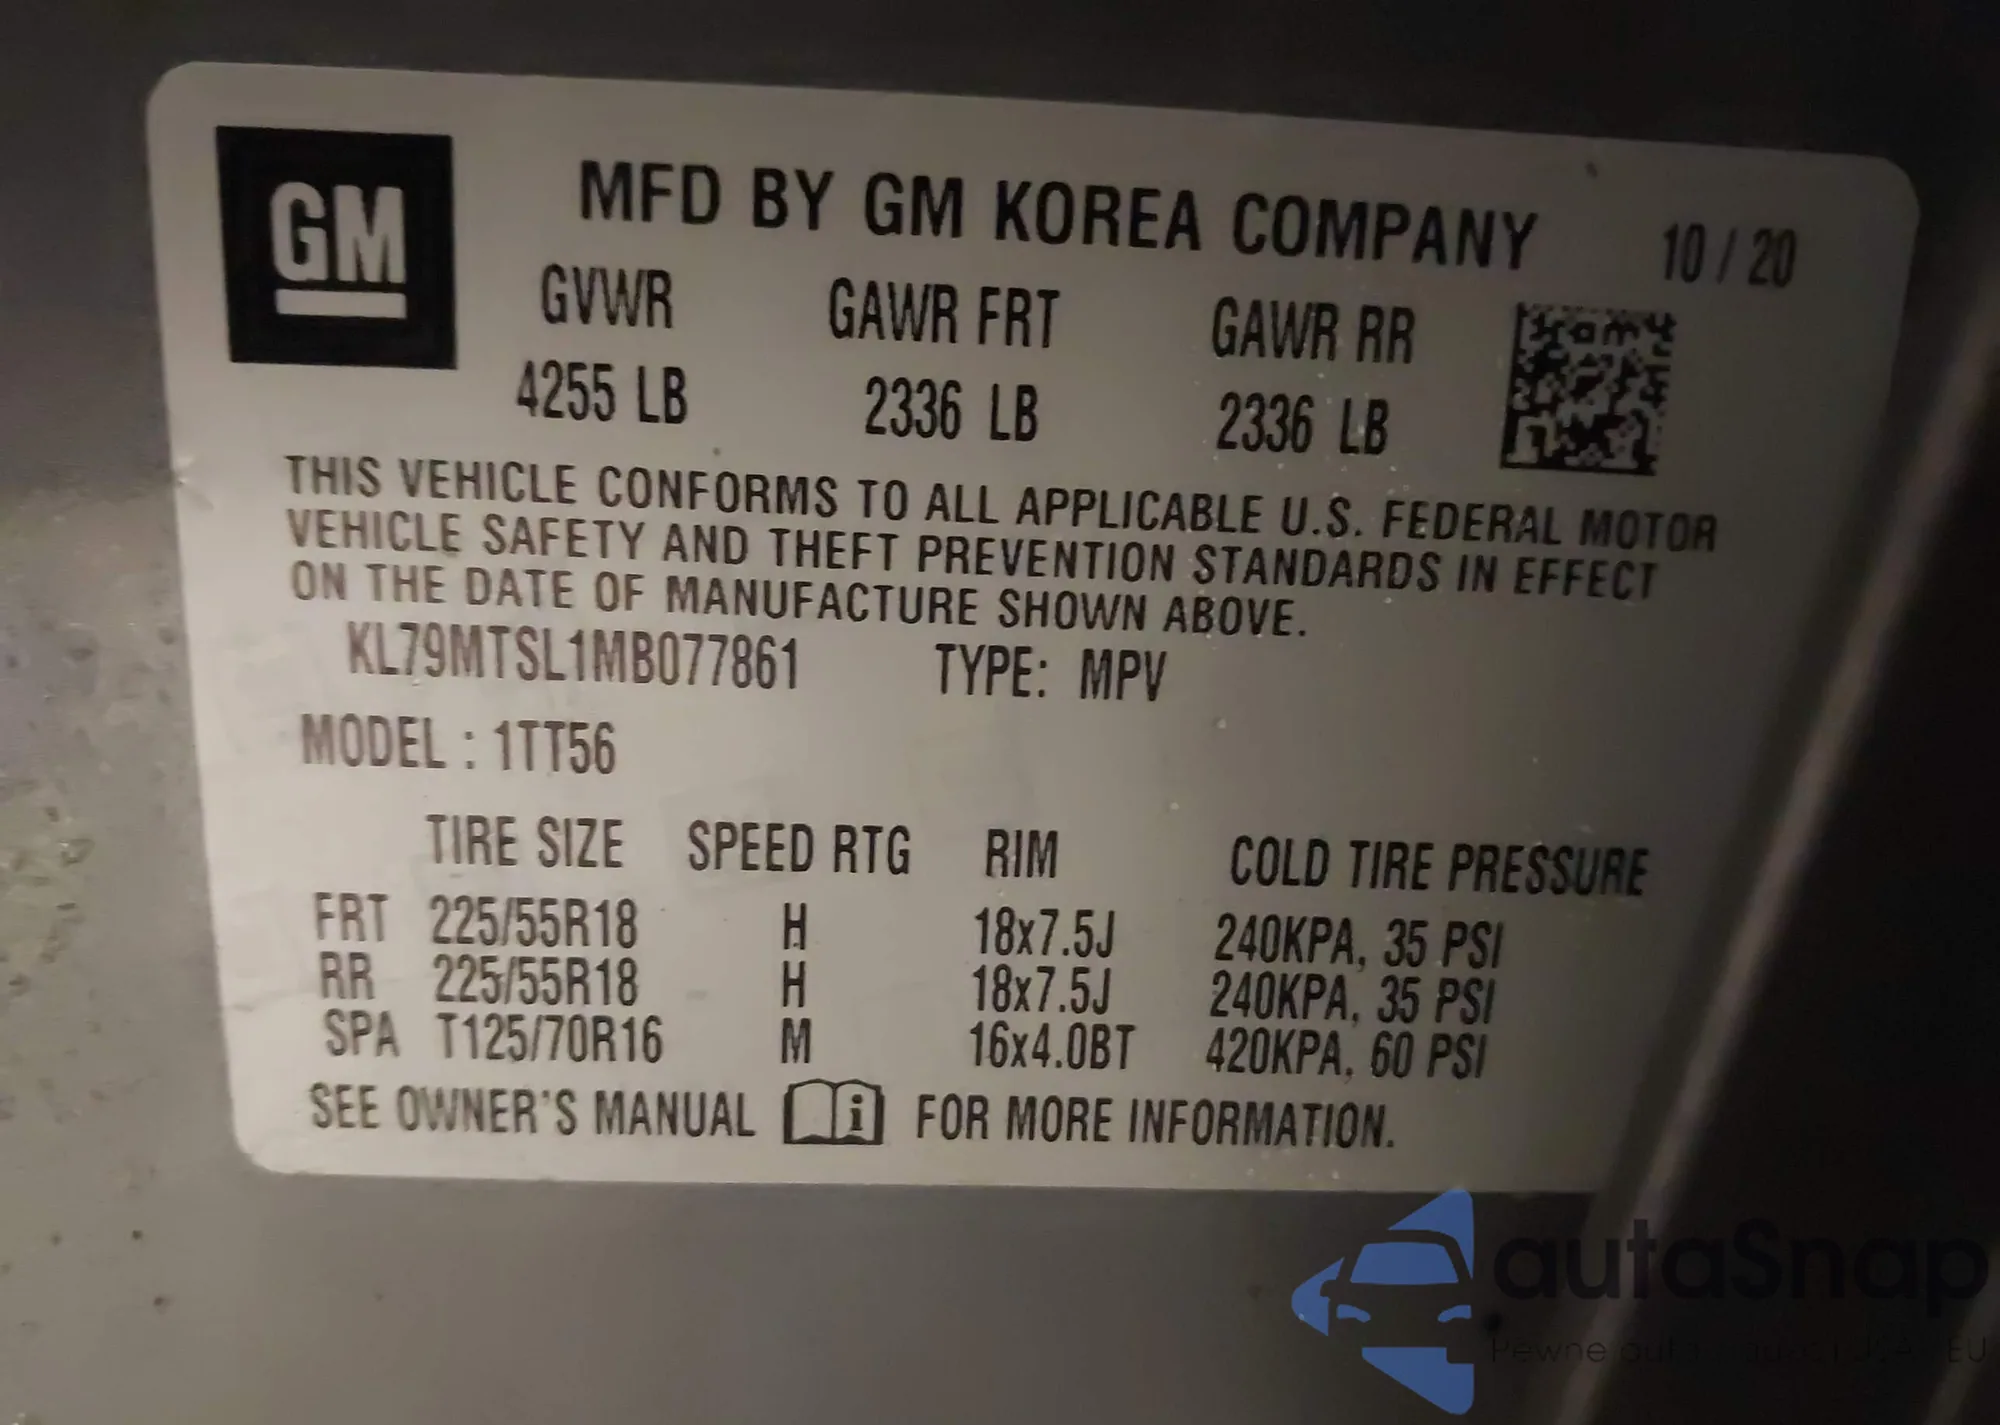 GM
MFD BY GM KOREA COMPANY 10 / 20
GVWR GAWR FRT GAWR RR
4255 LB 2336 LB 2336 LB
THIS VEHICLE CONFORMS TO ALL APPLICABLE U.S. FEDERAL MOTOR
VEHICLE SAFETY AND THEFT PREVENTION STANDARDS IN EFFECT
ON THE DATE OF MANUFACTURE SHOWN ABOVE.
KL79MTSL1MB077861 TYPE: MPV
MODEL : 1TT56
TIRE SIZE SPEED RTG RIM COLD TIRE PRESSURE
FRT 225/55R18 H 18x7.5J 240KPA, 35 PSI
RR 225/55R18 H 18x7.5J 240KPA, 35 PSI
SPA T125/70R16 M 16x4.0BT 420KPA, 60 PSI
SEE OWNER'S MANUAL i FOR MORE INFORMATION.
autaSnap
Pewne auta EU